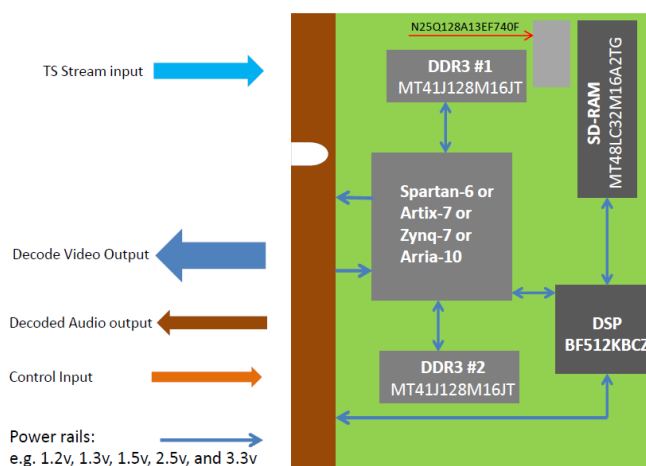 N25Q128A13EF740F
TS Stream input
DDR3 #1
MT41J128M16JT
SD-RAM
MT48LC32M16A2TG
Spartan-6 or
Artix-7 or
Zynq-7 or
Arria-10
Decode Video Output
Decoded Audio output
DSP
BF512KBCZ
DDR3 #2
MT41J128M16JT
Control Input
Power rails:
e.g. 1.2v, 1.3v, 1.5v, 2.5v, and 3.3v